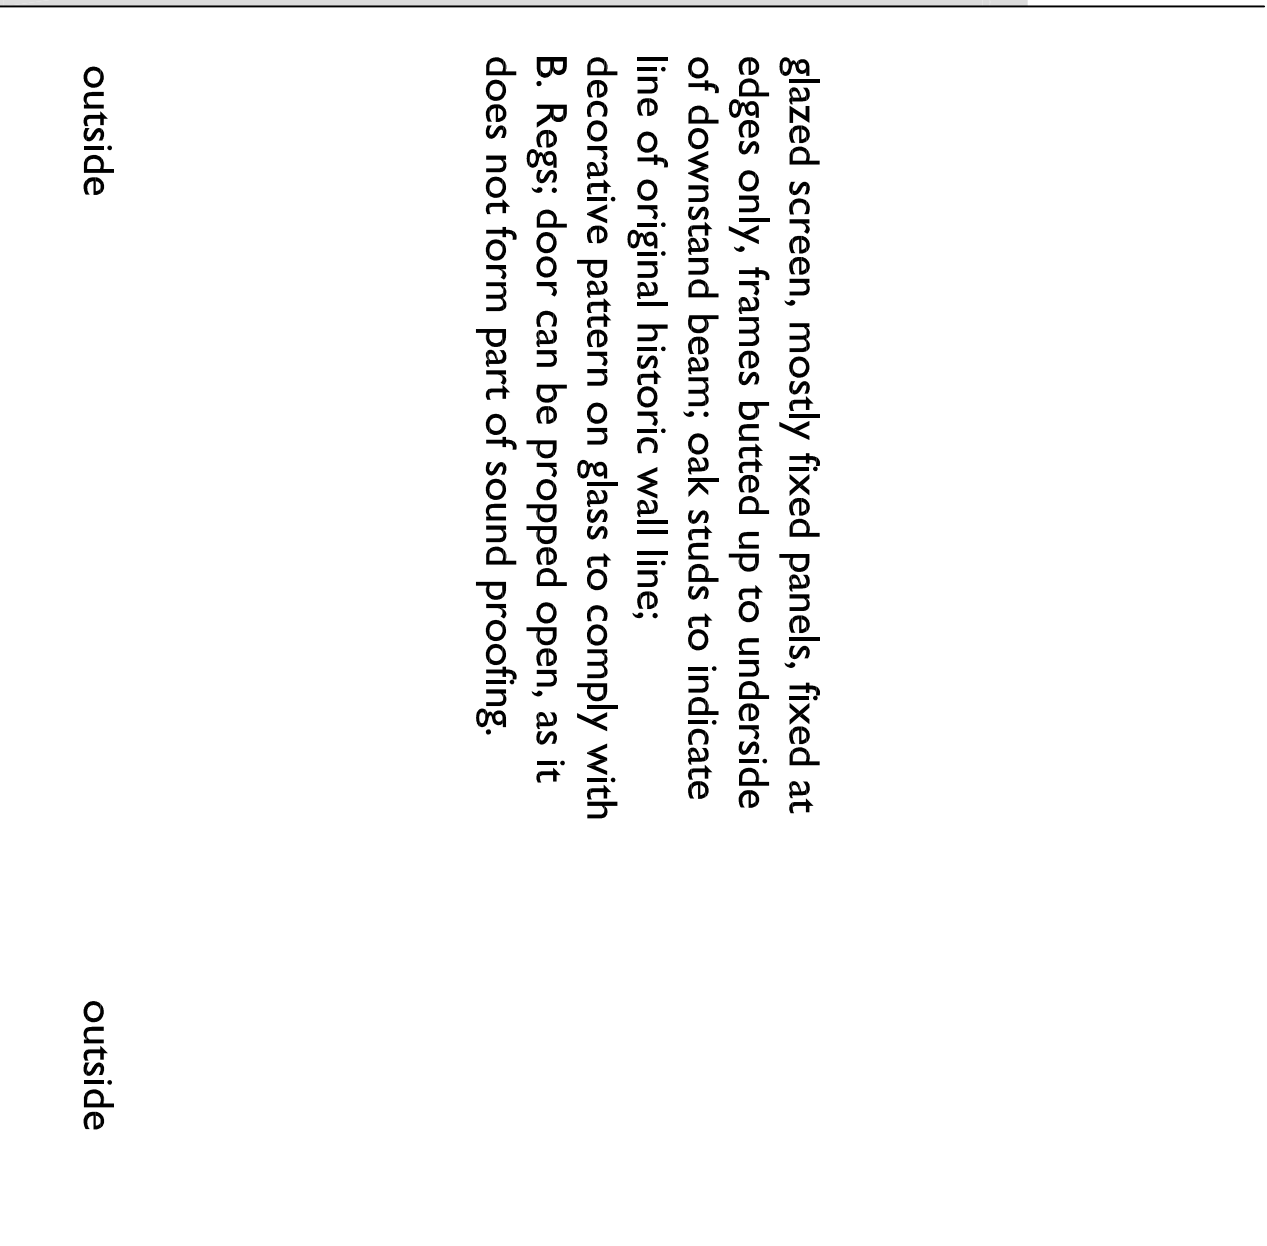 glazed screen, mostly fixed panels, fixed at
edges only, frames butted up to underside
of downstand beam; oak studs to indicate
line of original historic wall line;
decorative pattern on glass to comply with
B. Regs; door can be propped open, as it
does not form part of sound proofing.
outside
outside